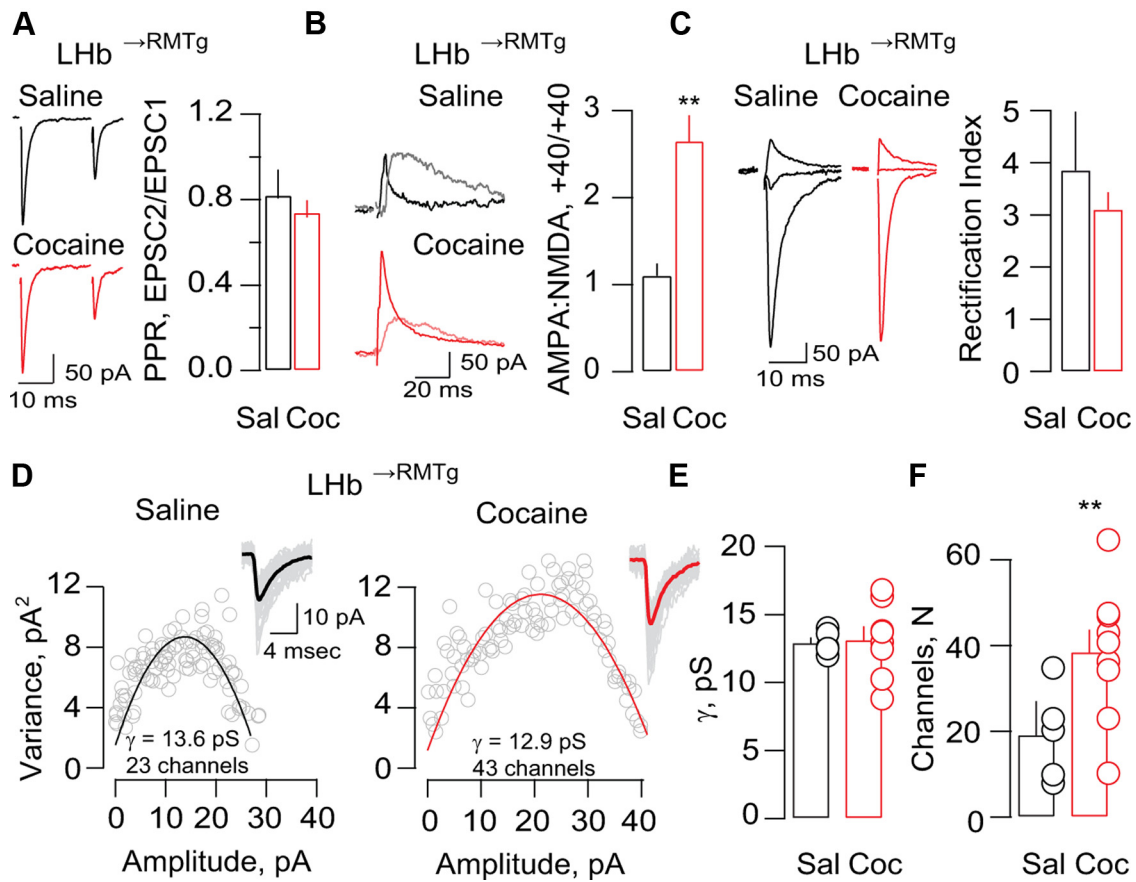 A
LHb →RMTg
Saline
Cocaine
50 pA
10 ms
PPR, EPSC2/EPSC1
1.2
0.8
0.4
0.0
Sal Coc
B
LHb →RMTg
Saline
Cocaine
50 pA
20 ms
AMPA:NMDA, +40/+40
3
2
1
0
**
Sal Coc
C
LHb →RMTg
Saline Cocaine
50 pA
10 ms
Rectification Index
5
4
3
2
1
0
Sal Coc
D
LHb →RMTg
Saline
Variance, pA²
12
8
4
0
γ = 13.6 pS
23 channels
10 pA
4 msec
0 10 20 30 40
Amplitude, pA
Cocaine
12
8
4
0
γ = 12.9 pS
43 channels
0 10 20 30 40
Amplitude, pA
E
γ, pS
20
15
10
5
0
Sal Coc
F
**
Channels, N
60
40
20
0
Sal Coc